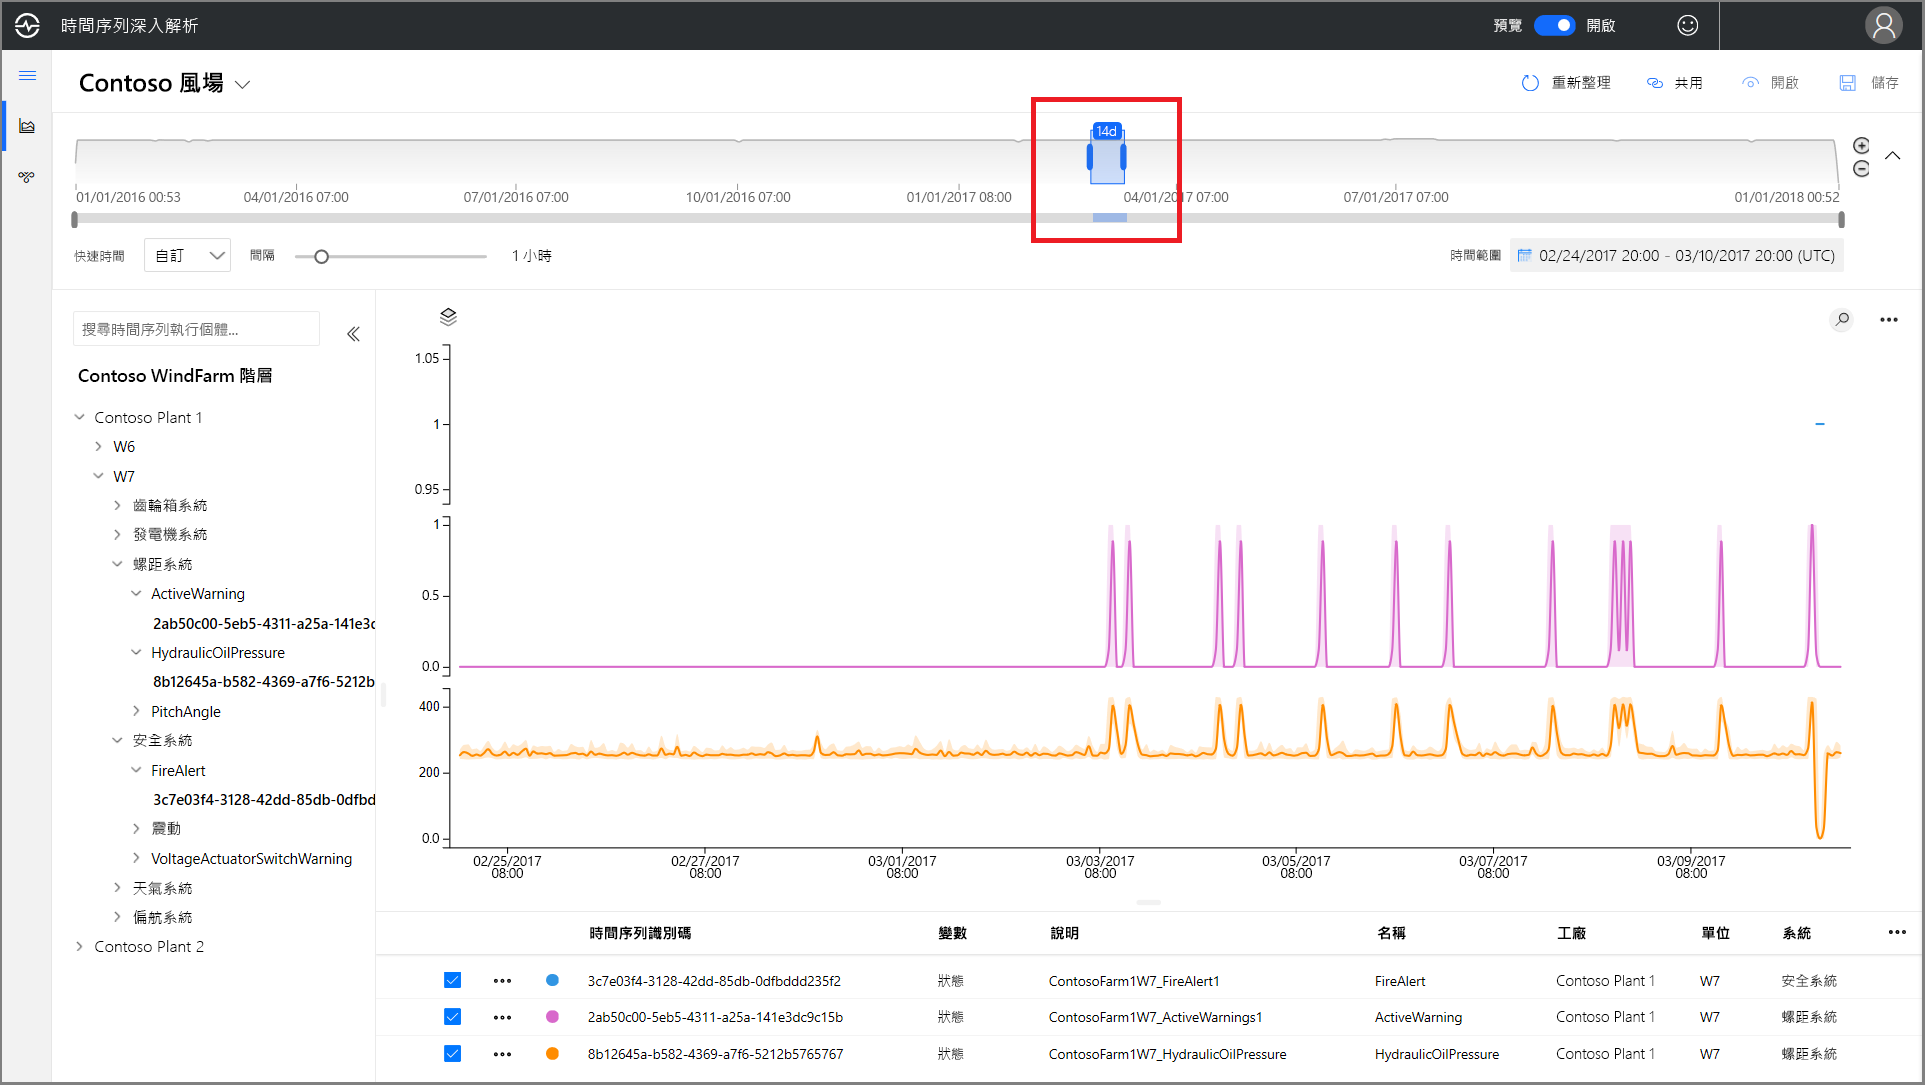 時間序列深入解析
預覽 開啟
Contoso 風場
重新整理 共用 開啟 儲存
14d
01/01/2016 00:53 04/01/2016 07:00 07/01/2016 07:00 10/01/2016 07:00 01/01/2017 08:00 04/01/2017 07:00 07/01/2017 07:00 01/01/2018 00:52
快速時間 自訂 間隔 1 小時 時間範圍 02/24/2017 20:00 - 03/10/2017 20:00 (UTC)
搜尋時間序列執行個體...
Contoso WindFarm 階層
Contoso Plant 1
W6
W7
齒輪箱系統
發電機系統
螺距系統
ActiveWarning
2ab50c00-5eb5-4311-a25a-141e3c
HydraulicOilPressure
8b12645a-b582-4369-a7f6-5212b
PitchAngle
安全系統
FireAlert
3c7e03f4-3128-42dd-85db-0dfbd
震動
VoltageActuatorSwitchWarning
天氣系統
偏航系統
Contoso Plant 2
1.05
1
0.95
1
0.5
0.0
400
200
0.0
02/25/2017 02/27/2017 03/01/2017 03/03/2017 03/05/2017 03/07/2017 03/09/2017
08:00 08:00 08:00 08:00 08:00 08:00 08:00
時間序列識別碼 變數 說明 名稱 工廠 單位 系統
3c7e03f4-3128-42dd-85db-0dfbddd235f2 狀態 ContosoFarm1W7_FireAlert1 FireAlert Contoso Plant 1 W7 安全系統
2ab50c00-5eb5-4311-a25a-141e3dc9c15b 狀態 ContosoFarm1W7_ActiveWarnings1 ActiveWarning Contoso Plant 1 W7 螺距系統
8b12645a-b582-4369-a7f6-5212b5765767 狀態 ContosoFarm1W7_HydraulicOilPressure HydraulicOilPressure Contoso Plant 1 W7 螺距系統